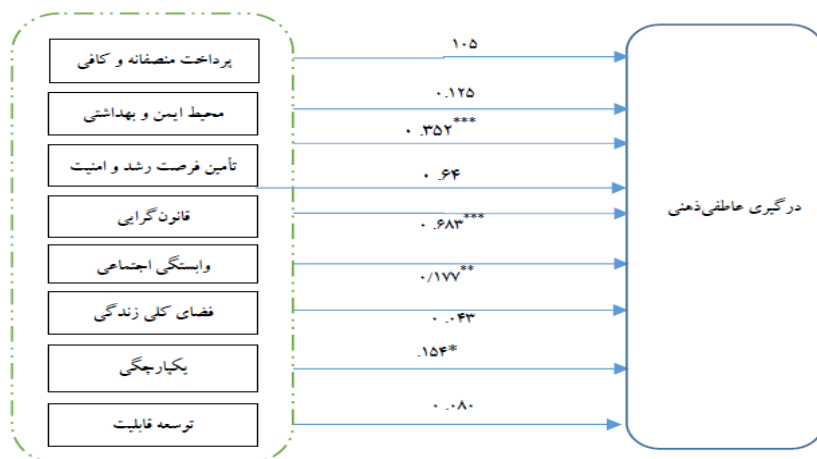 پرداخت منصفانه و کافی
۱۰۵
محیط ایمن و بهداشتی
۰.۱۲۵
۰.۳۵۲***
تأمین فرصت رشد و امنیت
۰.۶۴
قانون‌گرایی
۰.۶۸۳***
درگیری عاطفی‌ذهنی
وابستگی اجتماعی
۰/۱۷۷**
فضای کلی زندگی
۰.۰۴۳
یکپارچگی
.۱۵۴*
توسعه قابلیت
۰.۰۸۰